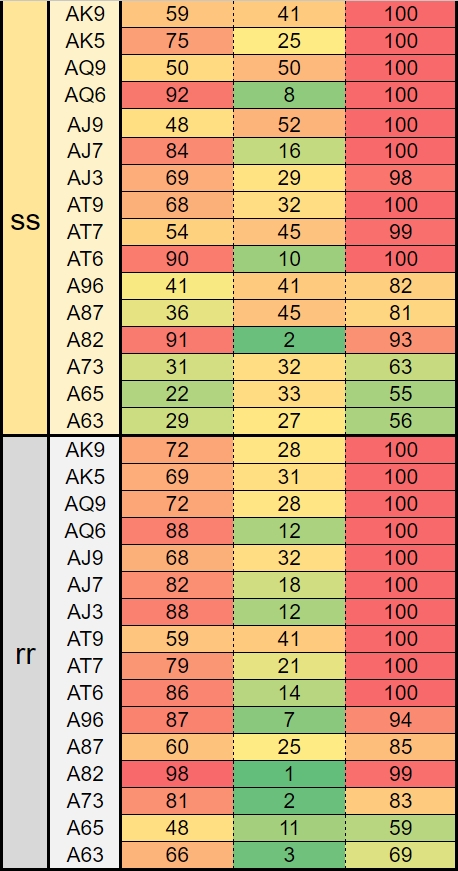 AK9 59 41 100
AK5 75 25 100
AQ9 50 50 100
AQ6 92 8 100
AJ9 48 52 100
AJ7 84 16 100
AJ3 69 29 98
AT9 68 32 100
ss
AT7 54 45 99
AT6 90 10 100
A96 41 41 82
A87 36 45 81
A82 91 2 93
A73 31 32 63
A65 22 33 55
A63 29 27 56
AK9 72 28 100
AK5 69 31 100
AQ9 72 28 100
AQ6 88 12 100
AJ9 68 32 100
AJ7 82 18 100
AJ3 88 12 100
AT9 59 41 100
rr
AT7 79 21 100
AT6 86 14 100
A96 87 7 94
A87 60 25 85
A82 98 1 99
A73 81 2 83
A65 48 11 59
A63 66 3 69